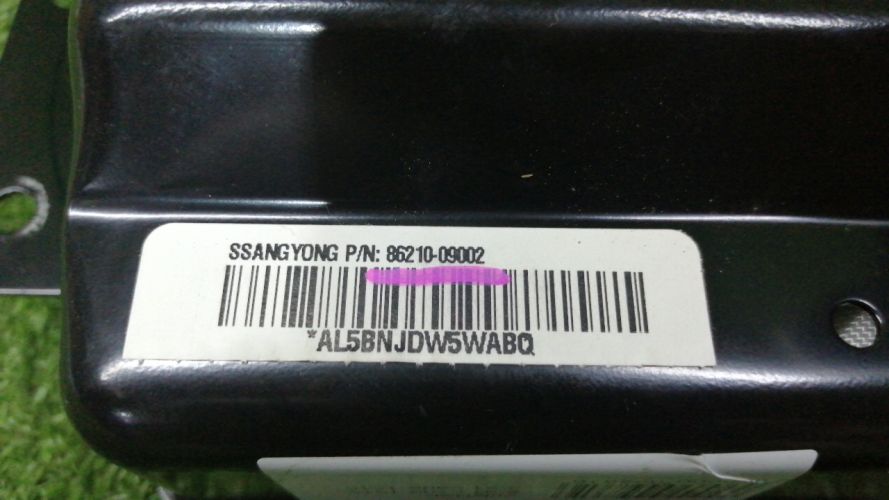 SSANGYONG P/N: 86210-09002
*AL5BNJDW5WABQ